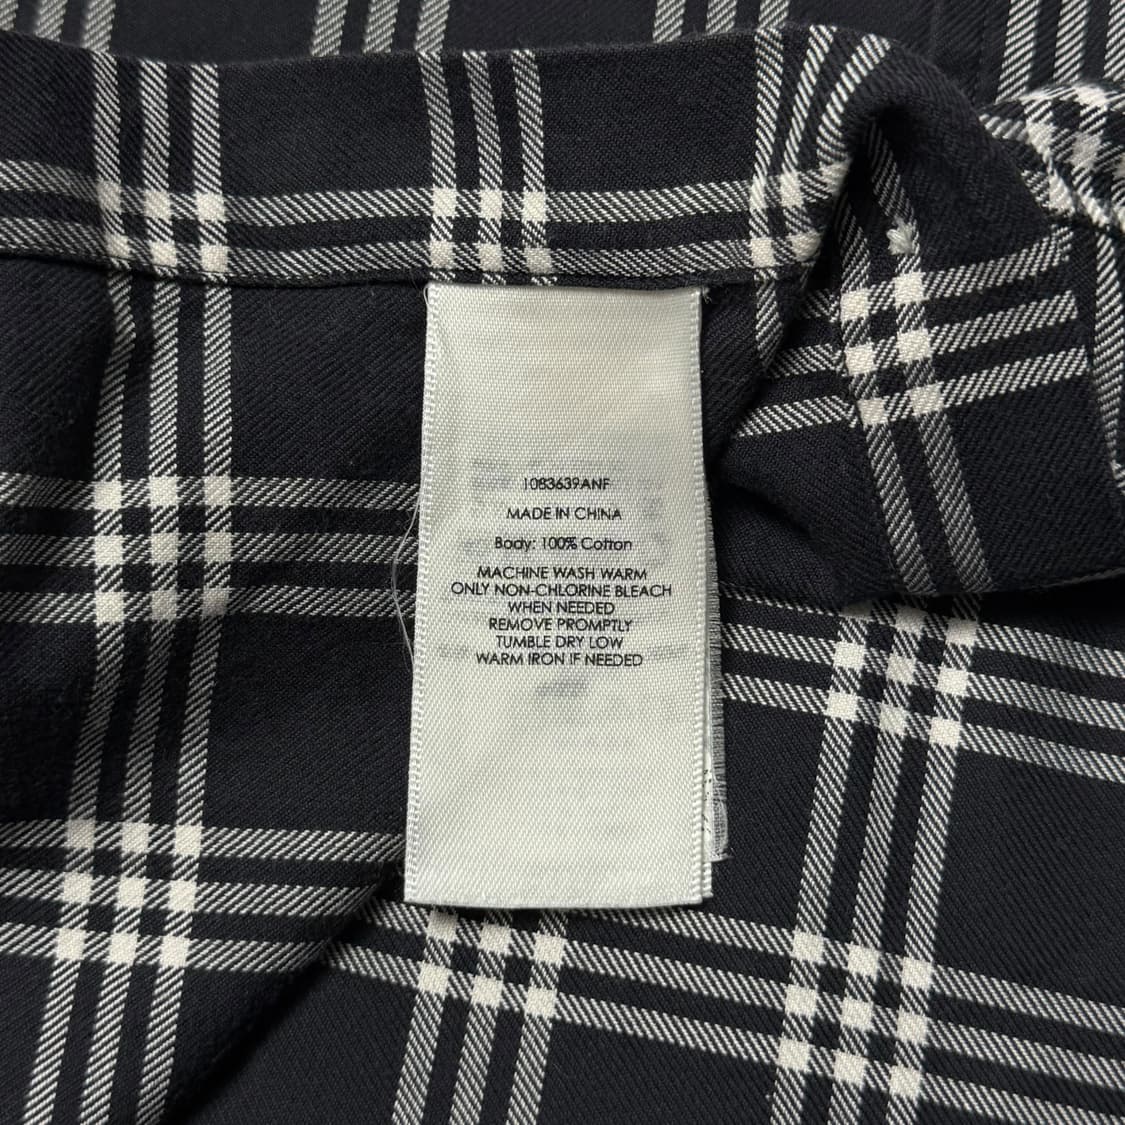 1083639ANF
MADE IN CHINA
Body: 100% Cotton
MACHINE WASH WARM
ONLY NON-CHLORINE BLEACH
WHEN NEEDED
REMOVE PROMPTLY
TUMBLE DRY LOW
WARM IRON IF NEEDED